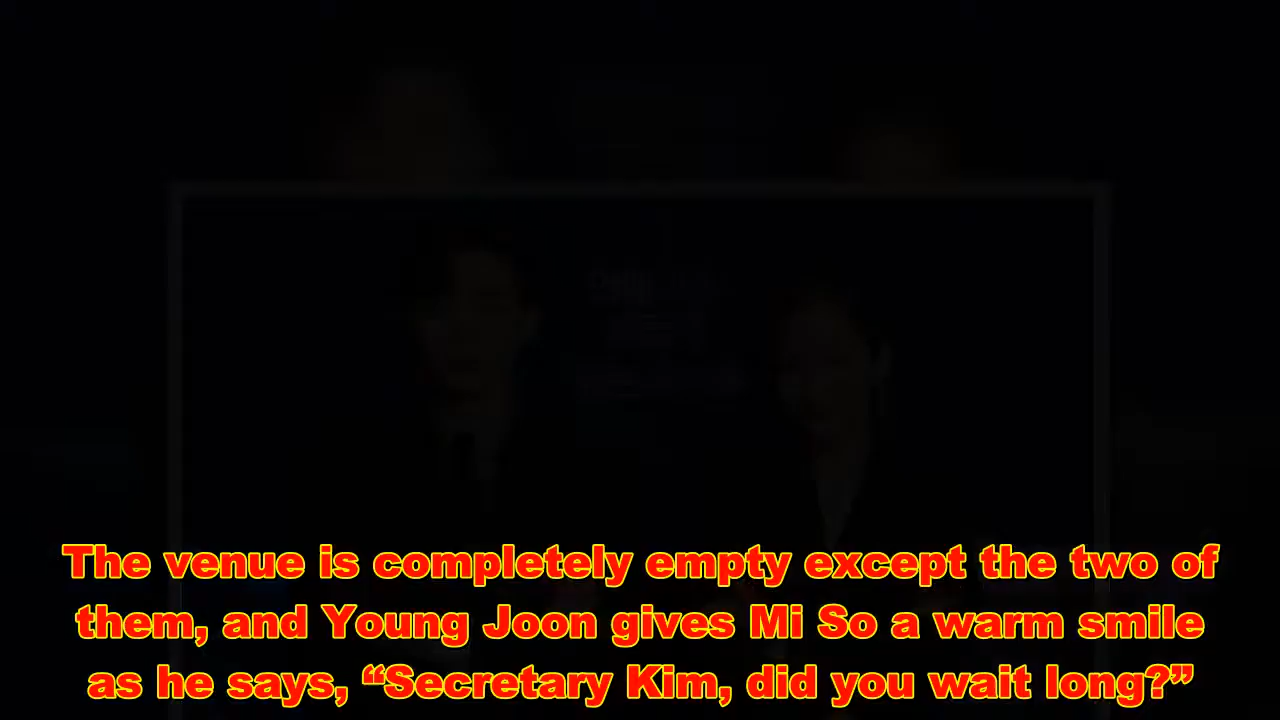 The venue is completely empty except the two of
them, and Young Joon gives Mi So a warm smile
as he says, “Secretary Kim, did you wait long?”